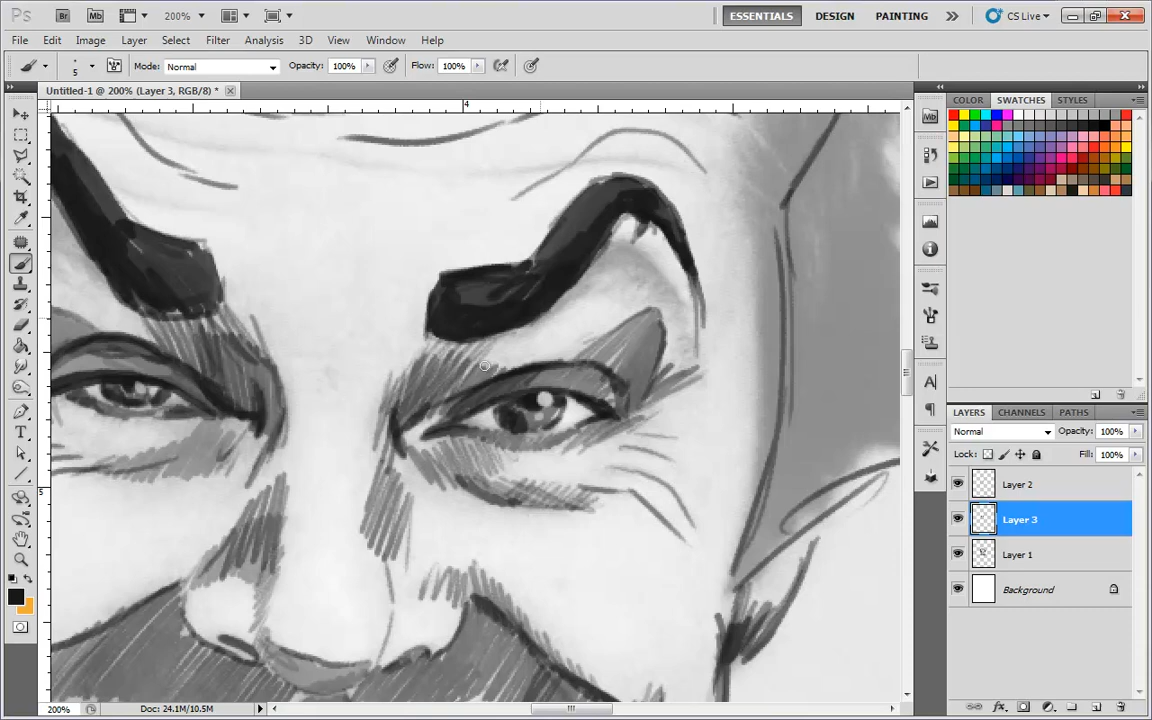 Ps Br Mb 200% ESSENTIALS DESIGN PAINTING CS Live
File Edit Image Layer Select Filter Analysis 3D View Window Help
5 Mode: Normal Opacity: 100% Flow: 100%
Untitled-1 @ 200% (Layer 3, RGB/8) *
4
5
COLOR SWATCHES STYLES
Mb
LAYERS CHANNELS PATHS
Normal Opacity: 100%
Lock: Fill: 100%
Layer 2
Layer 3
Layer 1
Background
200% Doc: 24.1M/10.5M